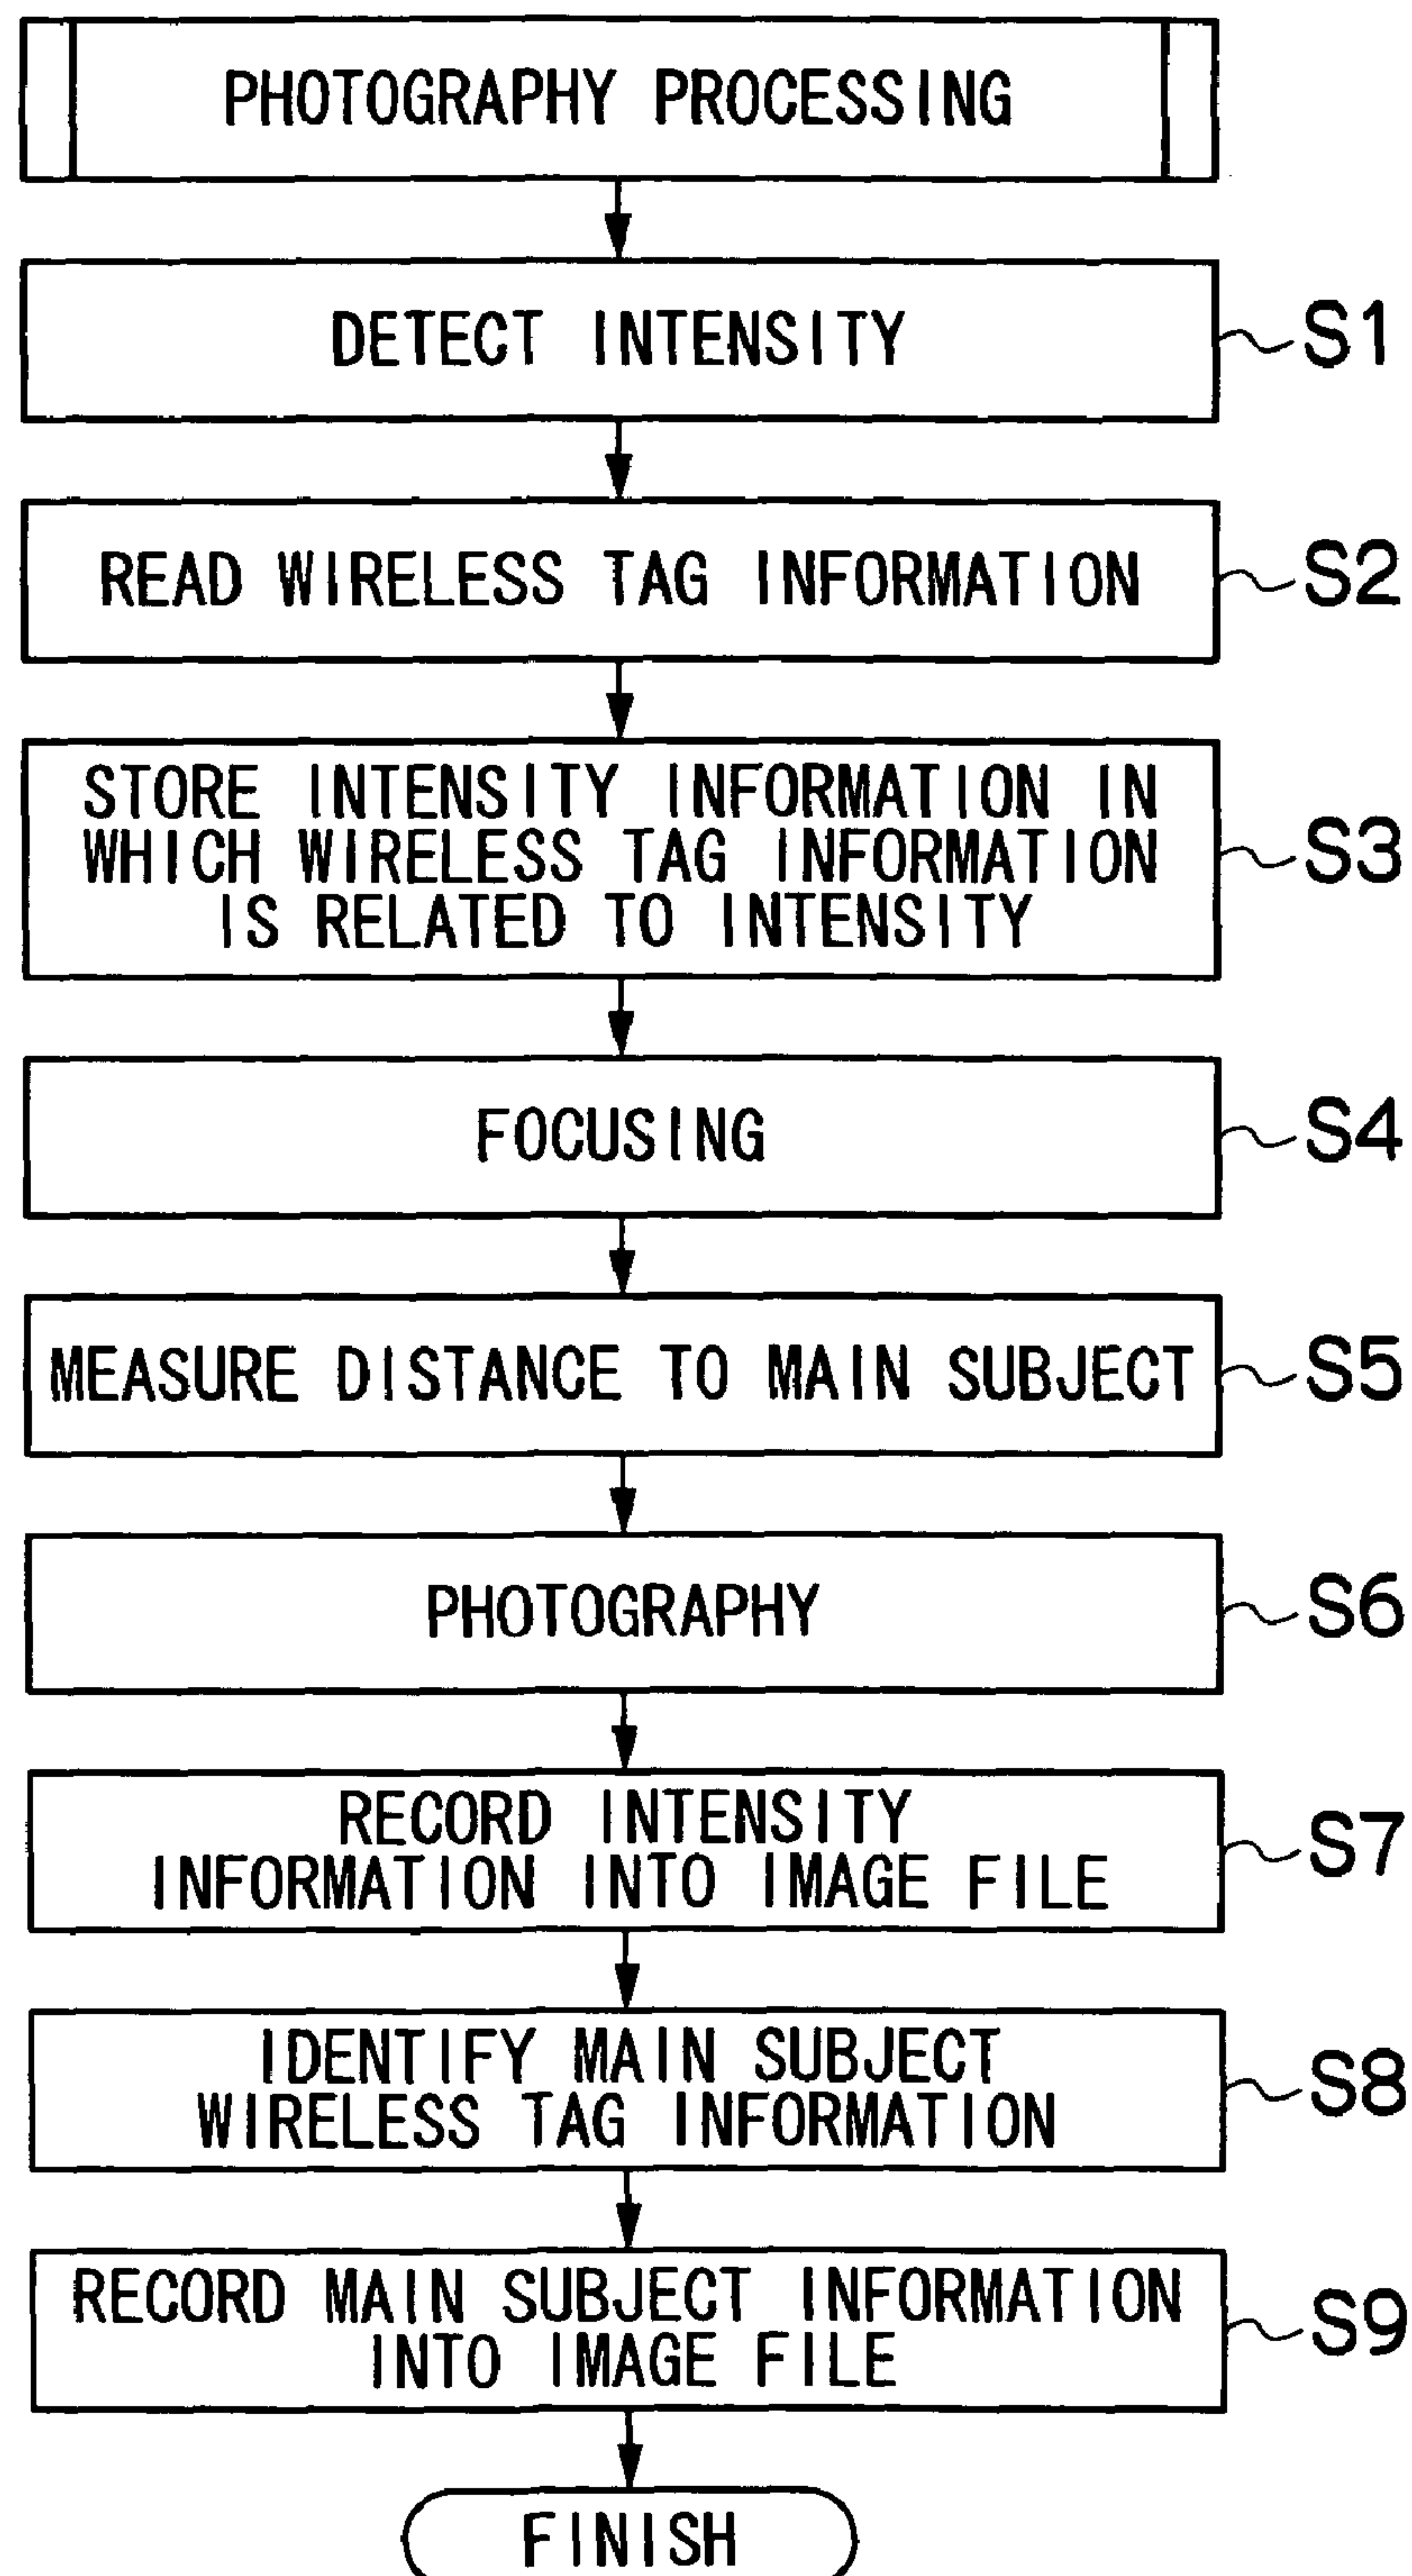 PHOTOGRAPHY PROCESSING
DETECT INTENSITY
S1
READ WIRELESS TAG INFORMATION
S2
STORE INTENSITY INFORMATION IN
WHICH WIRELESS TAG INFORMATION
IS RELATED TO INTENSITY
S3
FOCUSING
S4
MEASURE DISTANCE TO MAIN SUBJECT
S5
PHOTOGRAPHY
S6
RECORD INTENSITY
INFORMATION INTO IMAGE FILE
S7
IDENTIFY MAIN SUBJECT
WIRELESS TAG INFORMATION
S8
RECORD MAIN SUBJECT INFORMATION
INTO IMAGE FILE
S9
FINISH